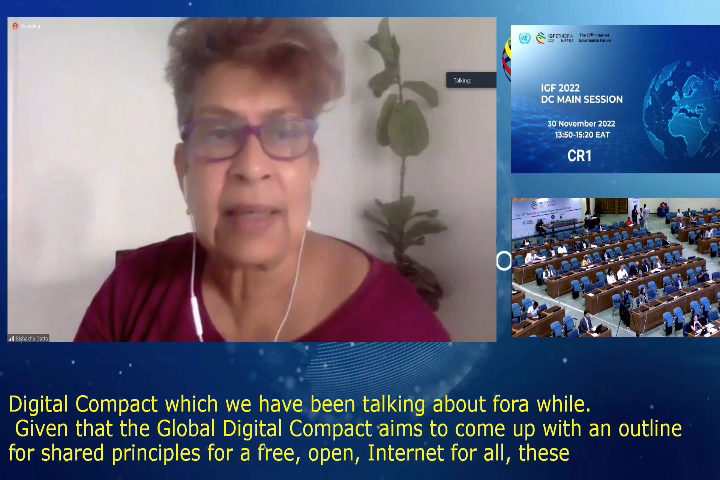 Recording
Talking:
IGF 2022
DC MAIN SESSION
30 November 2022
13:50-15:20 EAT
CR1
Digital Compact which we have been talking about fora while.
Given that the Global Digital Compact aims to come up with an outline
for shared principles for a free, open, Internet for all, these